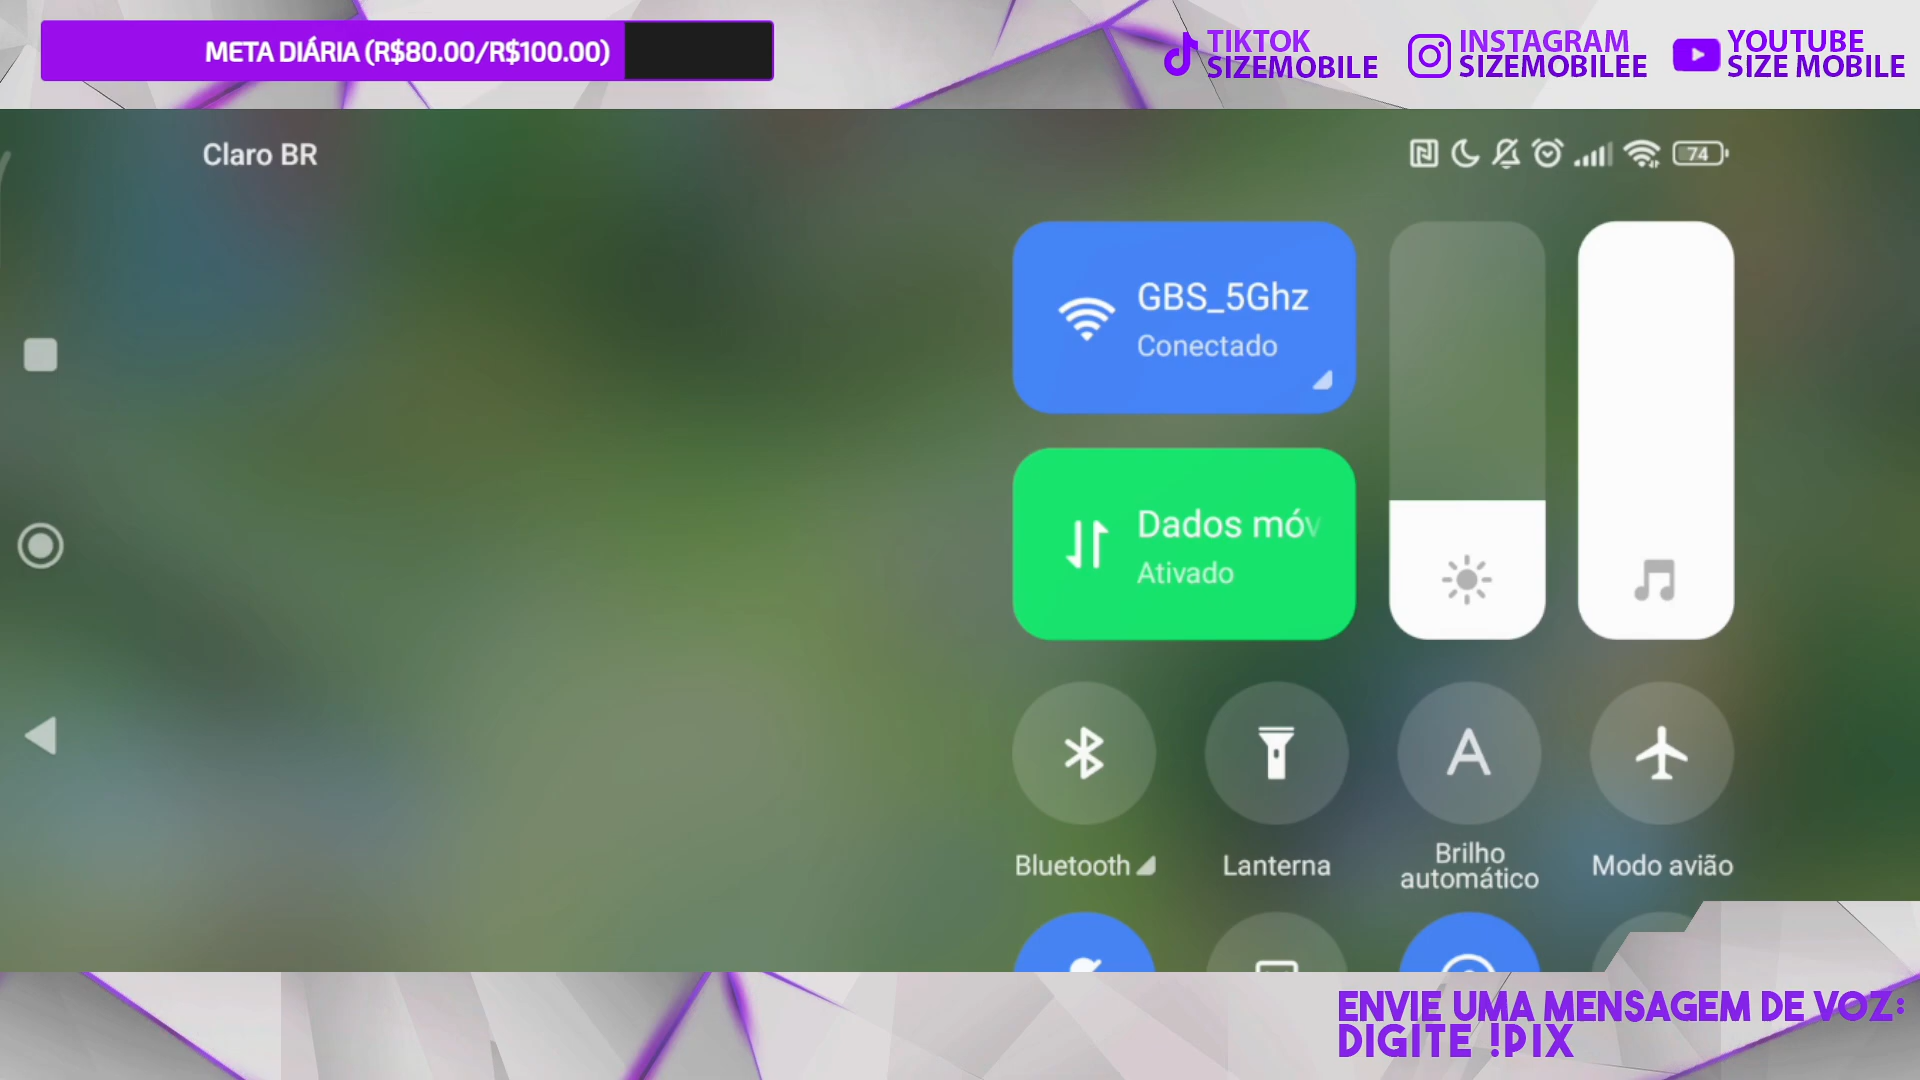 META DIÁRIA (R$80.00/R$100.00)
TIKTOK
SIZEMOBILE
INSTAGRAM
SIZEMOBILEE
YOUTUBE
SIZE MOBILE
Claro BR
74
GBS_5Ghz
Conectado
Dados móv
Ativado
Bluetooth
Lanterna
Brilho
automático
Modo avião
ENVIE UMA MENSAGEM DE VOZ:
DIGITE !PIX